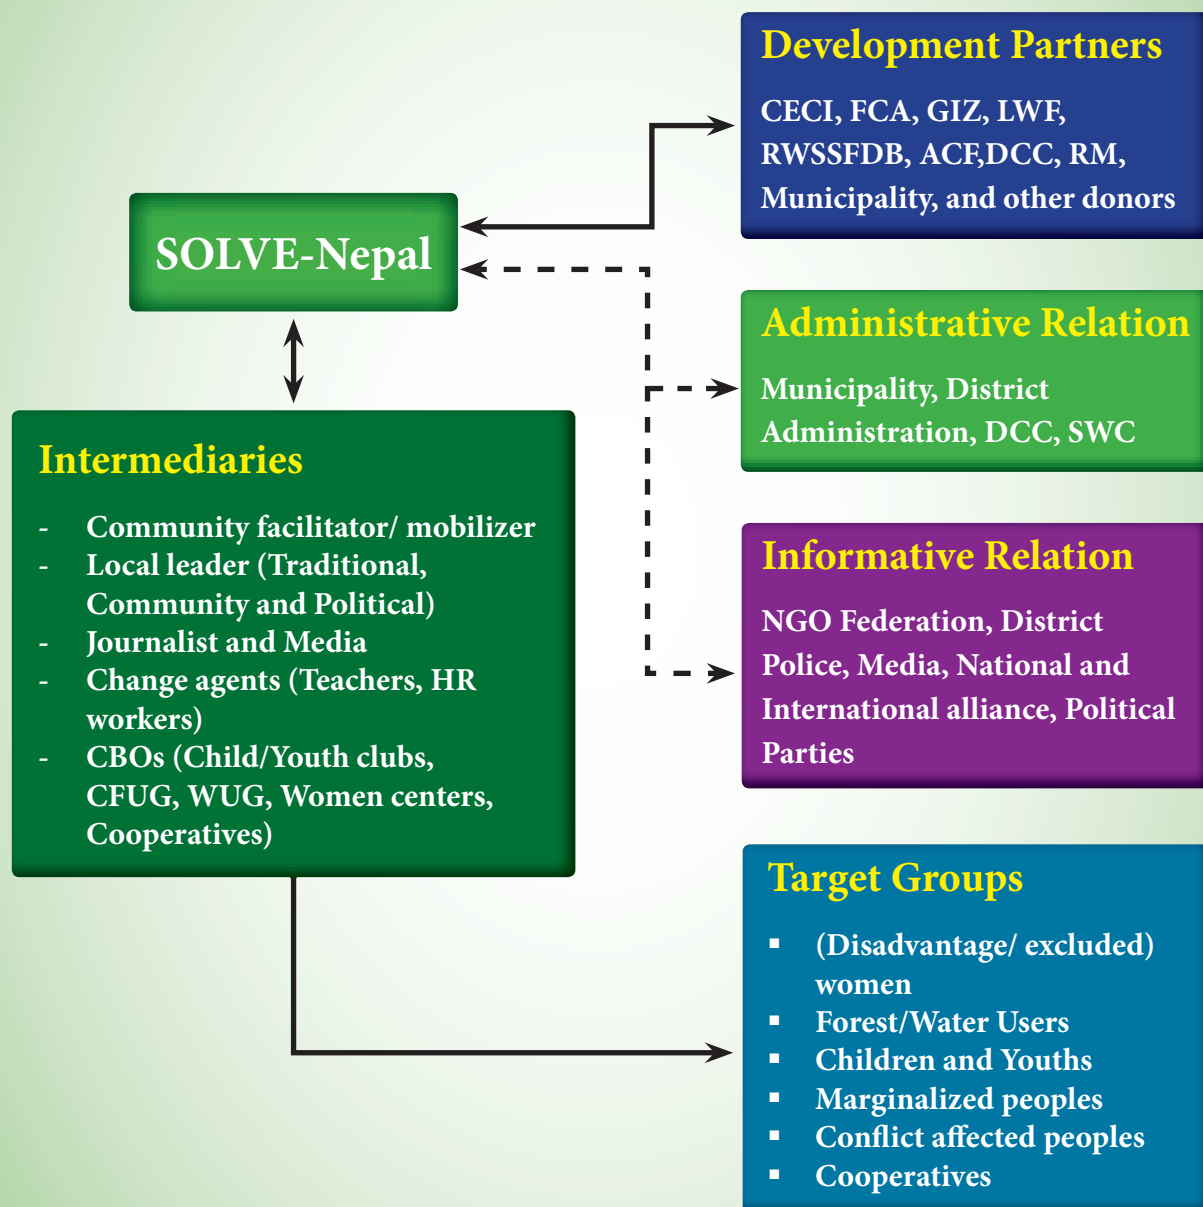 Development Partners
CECI, FCA, GIZ, LWF,
RWSSFDB, ACF,DCC, RM,
Municipality, and other donors
SOLVE-Nepal
Administrative Relation
Municipality, District
Administration, DCC, SWC
Intermediaries
- Community facilitator/ mobilizer
- Local leader (Traditional,
Community and Political)
- Journalist and Media
- Change agents (Teachers, HR
workers)
- CBOs (Child/Youth clubs,
CFUG, WUG, Women centers,
Cooperatives)
Informative Relation
NGO Federation, District
Police, Media, National and
International alliance, Political
Parties
Target Groups
▪ (Disadvantage/ excluded)
women
▪ Forest/Water Users
▪ Children and Youths
▪ Marginalized peoples
▪ Conflict affected peoples
▪ Cooperatives